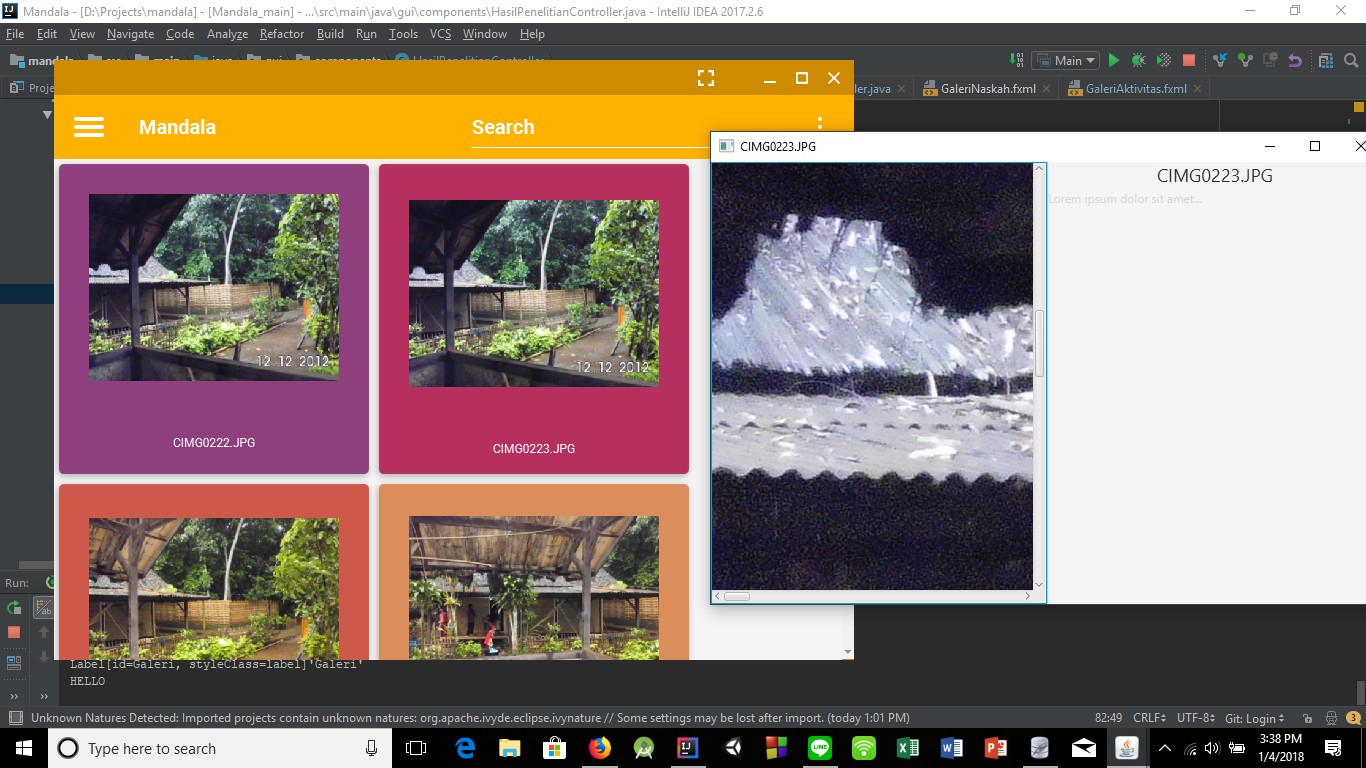 Mandala - [D:\Projects\mandala] - [Mandala_main] - ...\src\main\java\gui\components\HasilPenelitianController.java - IntelliJ IDEA 2017.2.6
File Edit View Navigate Code Analyze Refactor Build Run Tools VCS Window Help
Main
ler.java GaleriNaskah.fxml GaleriAktivitas.fxml
Mandala
Search
12 12 2012
CIMG0222.JPG
12 12 2012
CIMG0223.JPG
CIMG0223.JPG
CIMG0223.JPG
Lorem ipsum dolor sit amet...
Run:
Label[id=Galeri, styleClass=label]'Galeri'
HELLO
Unknown Natures Detected: Imported projects contain unknown natures: org.apache.ivyde.eclipse.ivynature // Some settings may be lost after import. (today 1:01 PM)
82:49 CRLF UTF-8 Git: Login 3
Type here to search
3:38 PM
1/4/2018